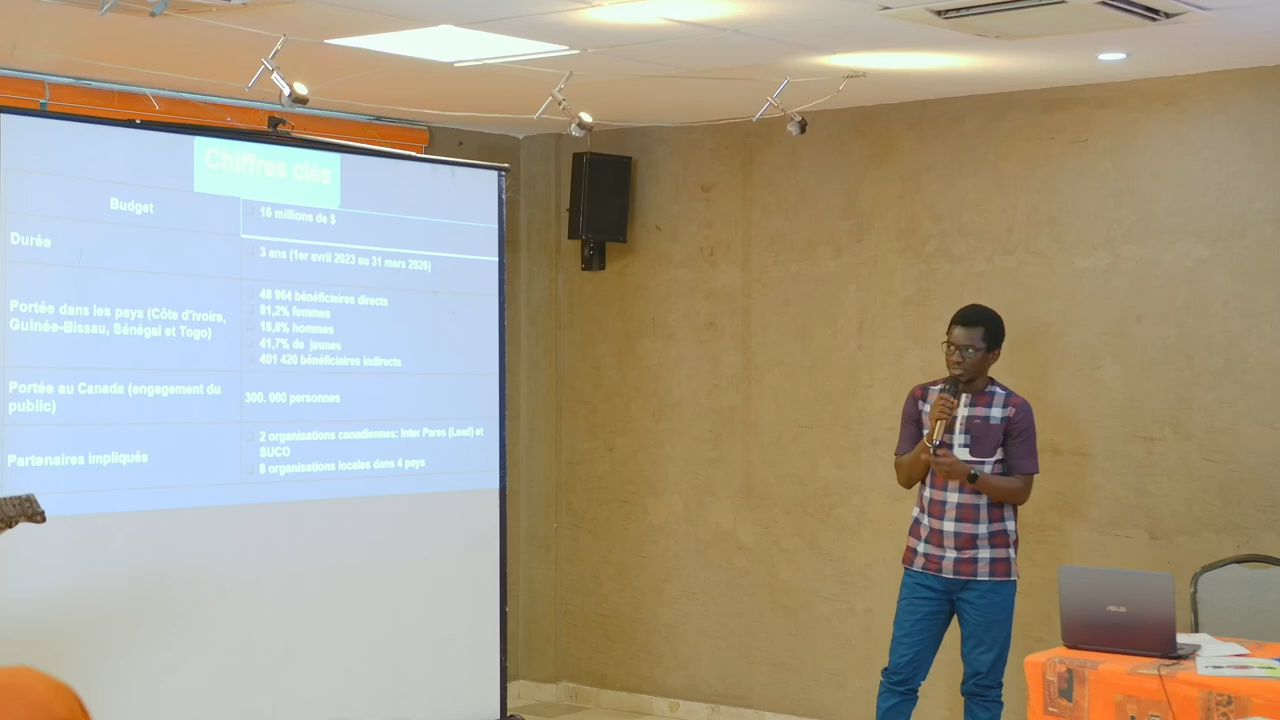 Chiffres clés
Budget
16 millions de $
Durée
3 ans (1er avril 2023 au 31 mars 2026)
Portée dans les pays (Côte d'ivoire,
Guinée-Bissau, Sénégal et Togo)
48 964 bénéficiaires directs
81,2% femmes
18,8% hommes
41,7% de jeunes
401 420 bénéficiaires indirects
Portée au Canada (engagement du
public)
300. 000 personnes
Partenaires impliqués
2 organisations canadiennes: Inter Pares (Lead) et
SUCO
8 organisations locales dans 4 pays
ASUS